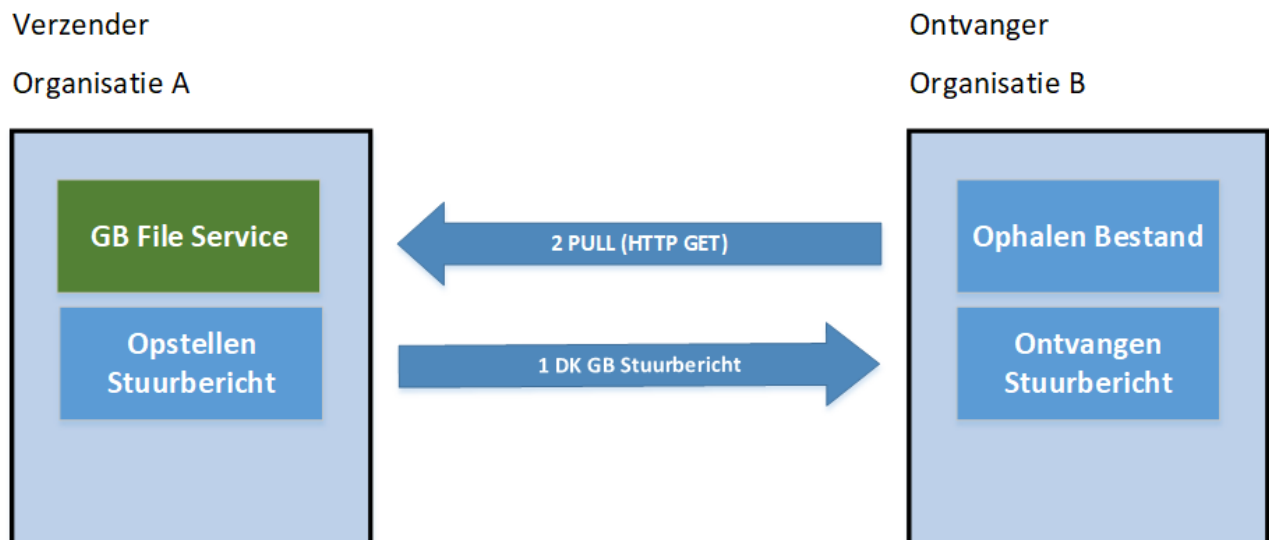 Verzender
Organisatie A
Ontvanger
Organisatie B
GB File Service
2 PULL (HTTP GET)
Ophalen Bestand
Opstellen
Stuurbericht
1 DK GB Stuurbericht
Ontvangen
Stuurbericht